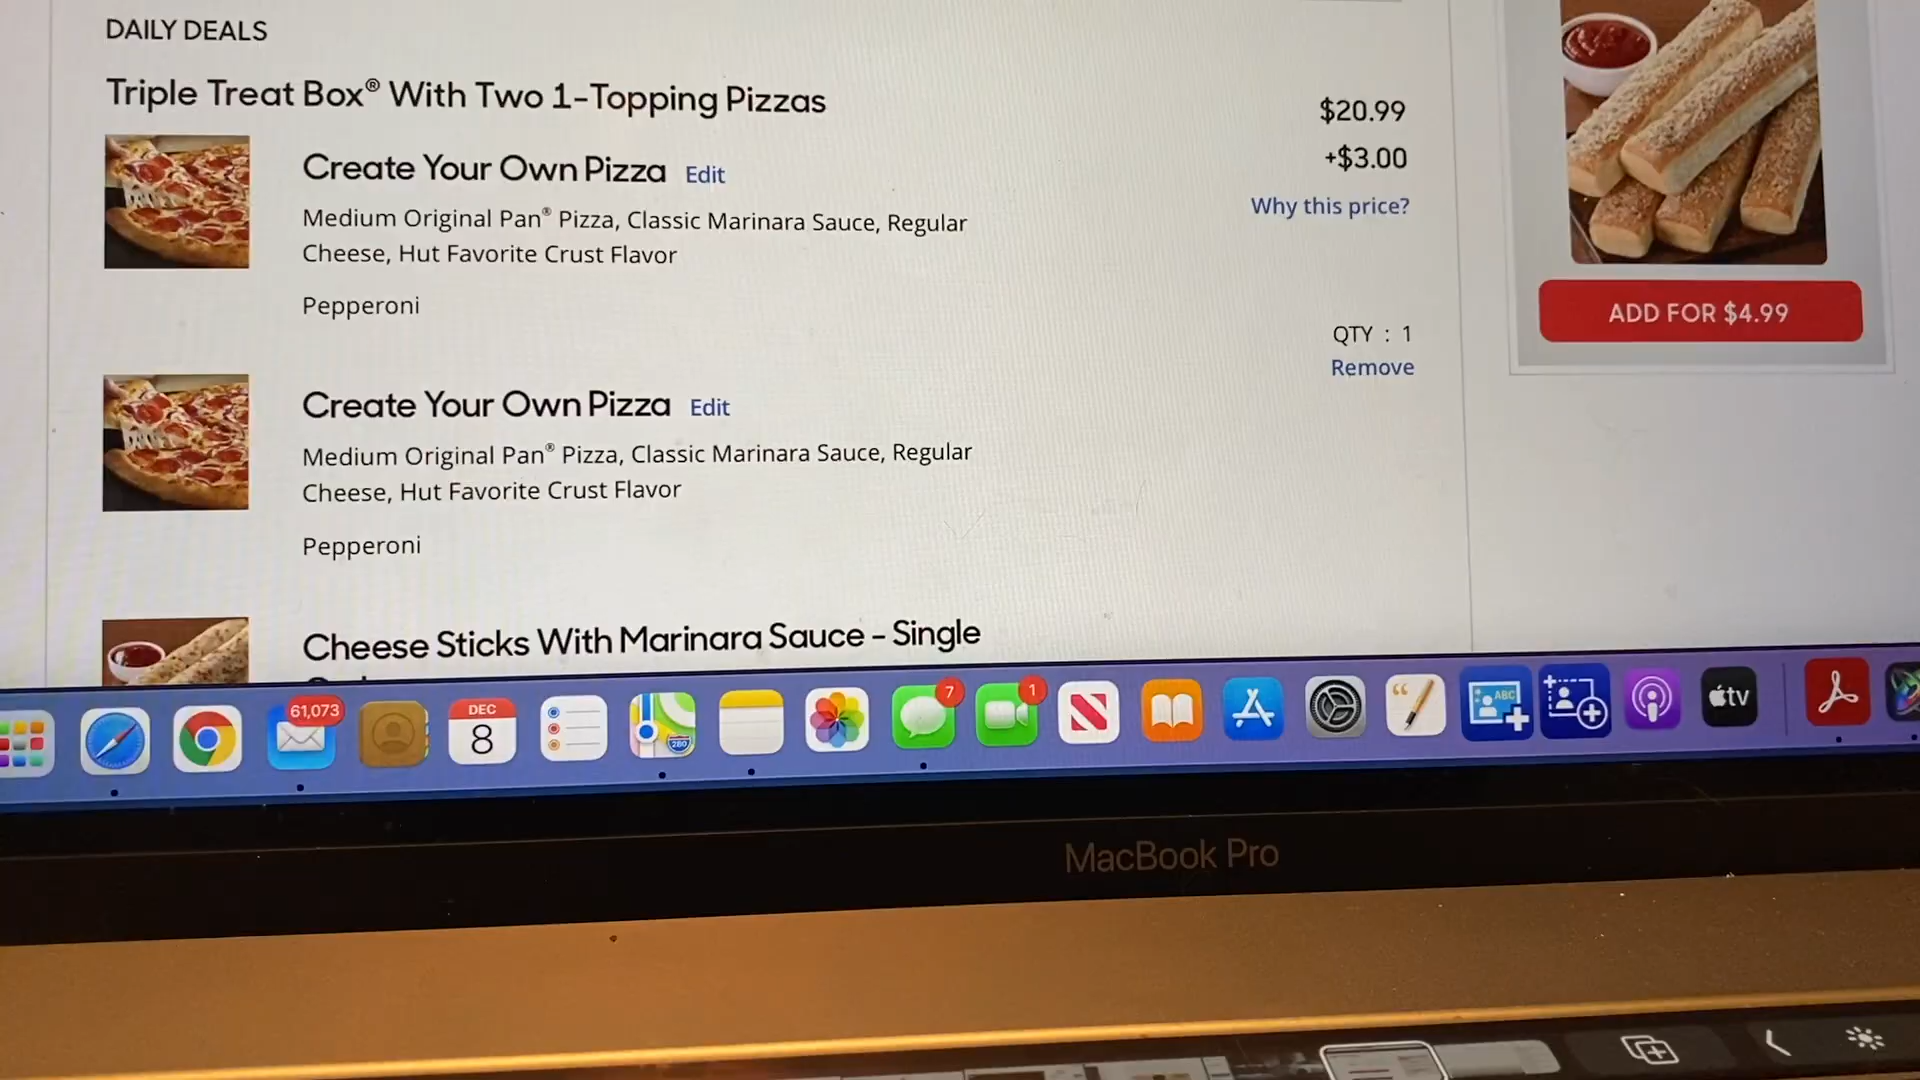 DAILY DEALS
Triple Treat Box® With Two 1-Topping Pizzas
$20.99
+$3.00
Why this price?
Create Your Own Pizza Edit
Medium Original Pan® Pizza, Classic Marinara Sauce, Regular
Cheese, Hut Favorite Crust Flavor
Pepperoni
QTY : 1
Remove
Create Your Own Pizza Edit
Medium Original Pan® Pizza, Classic Marinara Sauce, Regular
Cheese, Hut Favorite Crust Flavor
Pepperoni
Cheese Sticks With Marinara Sauce - Single
ADD FOR $4.99
61,073
DEC
8
280
7
1
ABC
tv
MacBook Pro